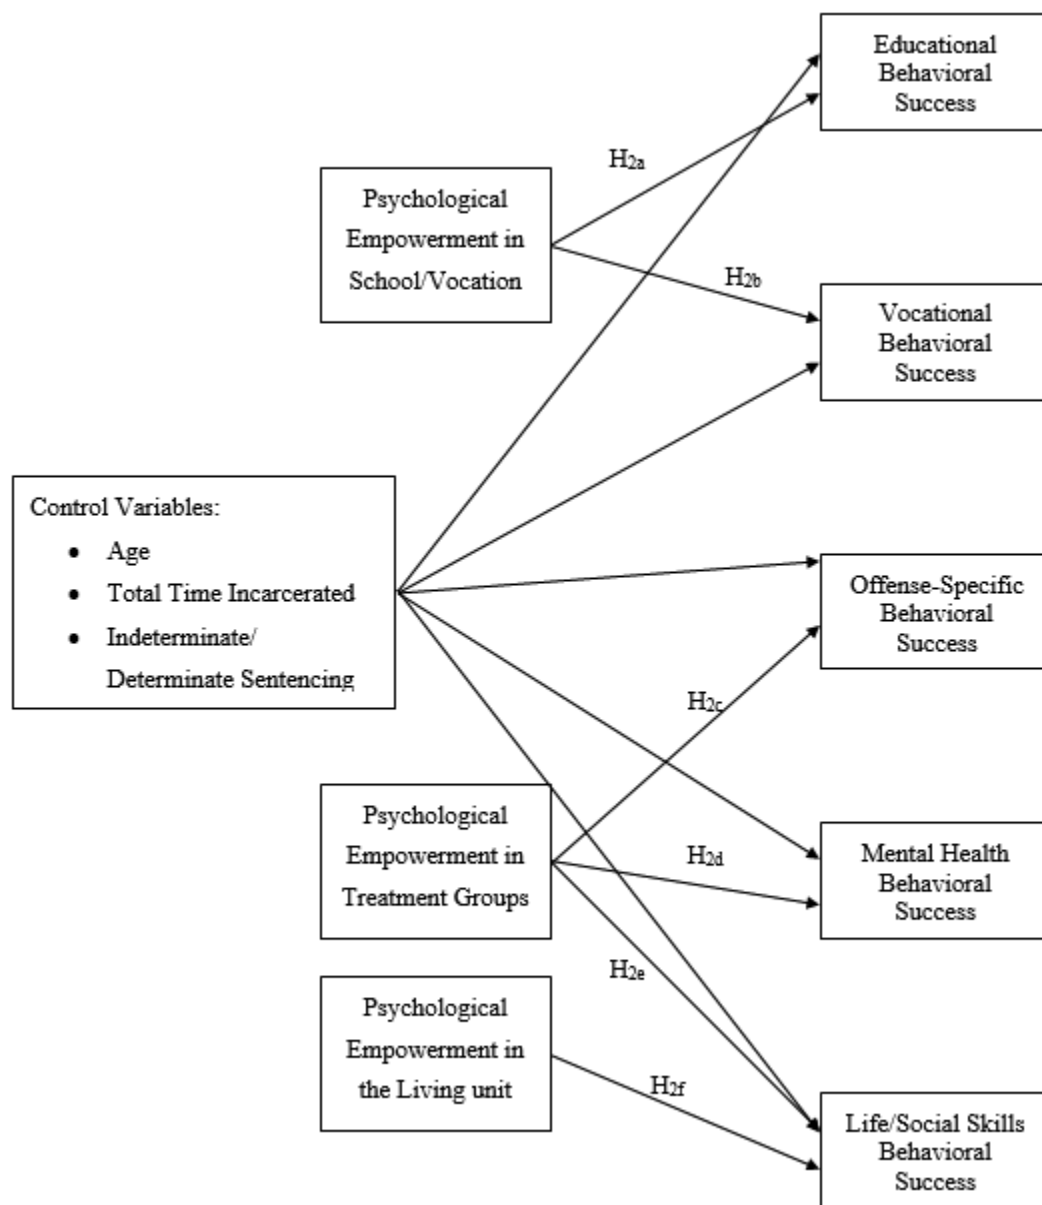 Educational
Behavioral
Success
H2a
Psychological
Empowerment in
School/Vocation
H2b
Vocational
Behavioral
Success
Control Variables:
● Age
● Total Time Incarcerated
● Indeterminate/
Determinate Sentencing
Offense-Specific
Behavioral
Success
H2c
Psychological
Empowerment in
Treatment Groups
H2d
Mental Health
Behavioral
Success
H2e
Psychological
Empowerment in
the Living unit
H2f
Life/Social Skills
Behavioral
Success